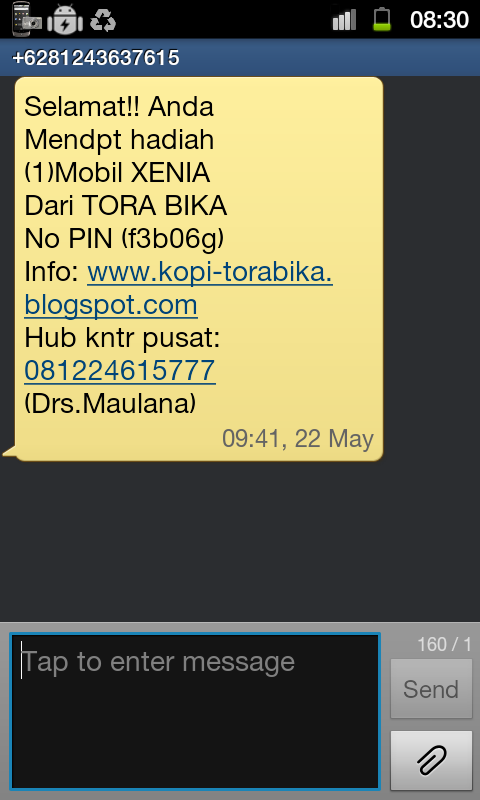 08:30
+6281243637615
Selamat!! Anda
Mendpt hadiah
(1)Mobil XENIA
Dari TORA BIKA
No PIN (f3b06g)
Info: www.kopi-torabika.
blogspot.com
Hub kntr pusat:
081224615777
(Drs.Maulana)
09:41, 22 May
160 / 1
Tap to enter message
Send